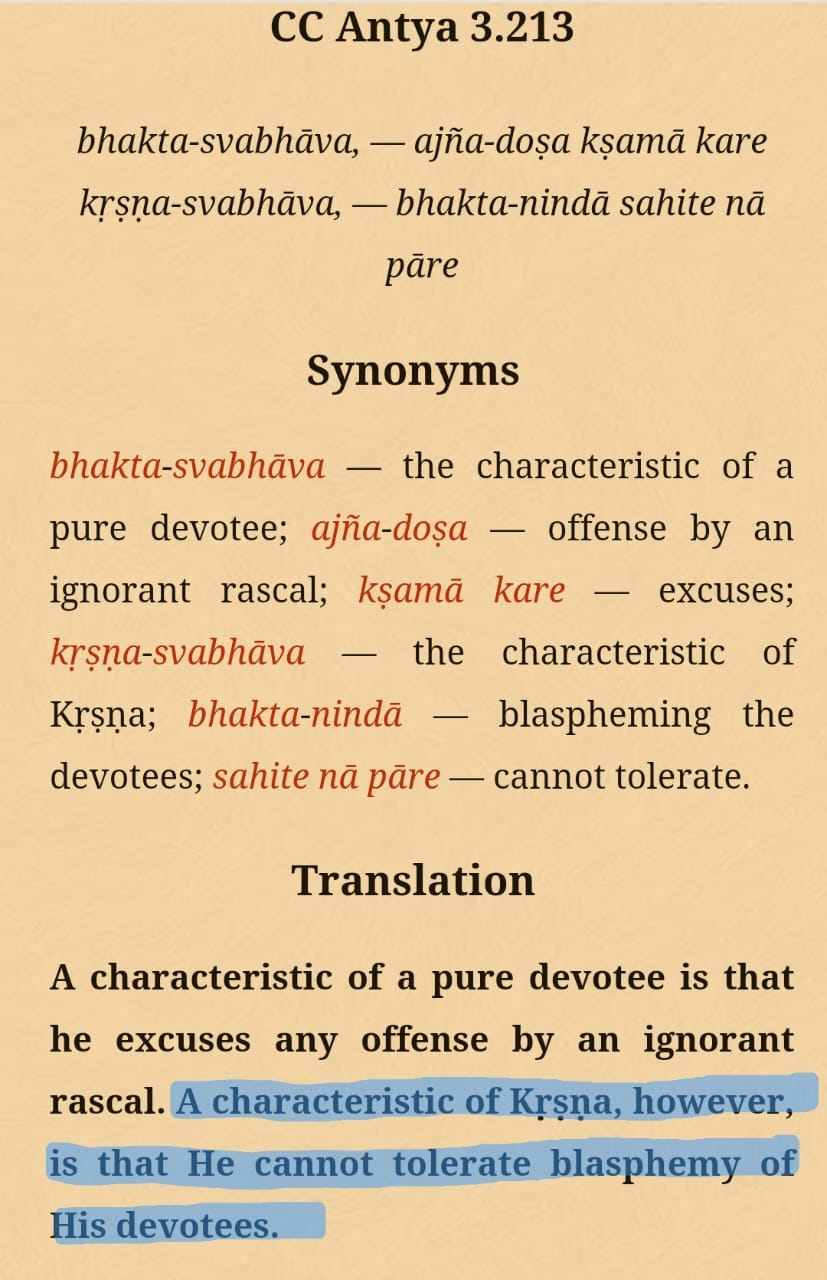 CC Antya 3.213
bhakta-svabhāva, — ajña-doṣa kṣamā kare
kṛṣṇa-svabhāva, — bhakta-nindā sahite nā
pāre
Synonyms
bhakta-svabhāva — the characteristic of a
pure devotee; ajña-doṣa — offense by an
ignorant rascal; kṣamā kare — excuses;
kṛṣṇa-svabhāva — the characteristic of
Kṛṣṇa; bhakta-nindā — blaspheming the
devotees; sahite nā pāre — cannot tolerate.
Translation
A characteristic of a pure devotee is that
he excuses any offense by an ignorant
rascal. A characteristic of Kṛṣṇa, however,
is that He cannot tolerate blasphemy of
His devotees.